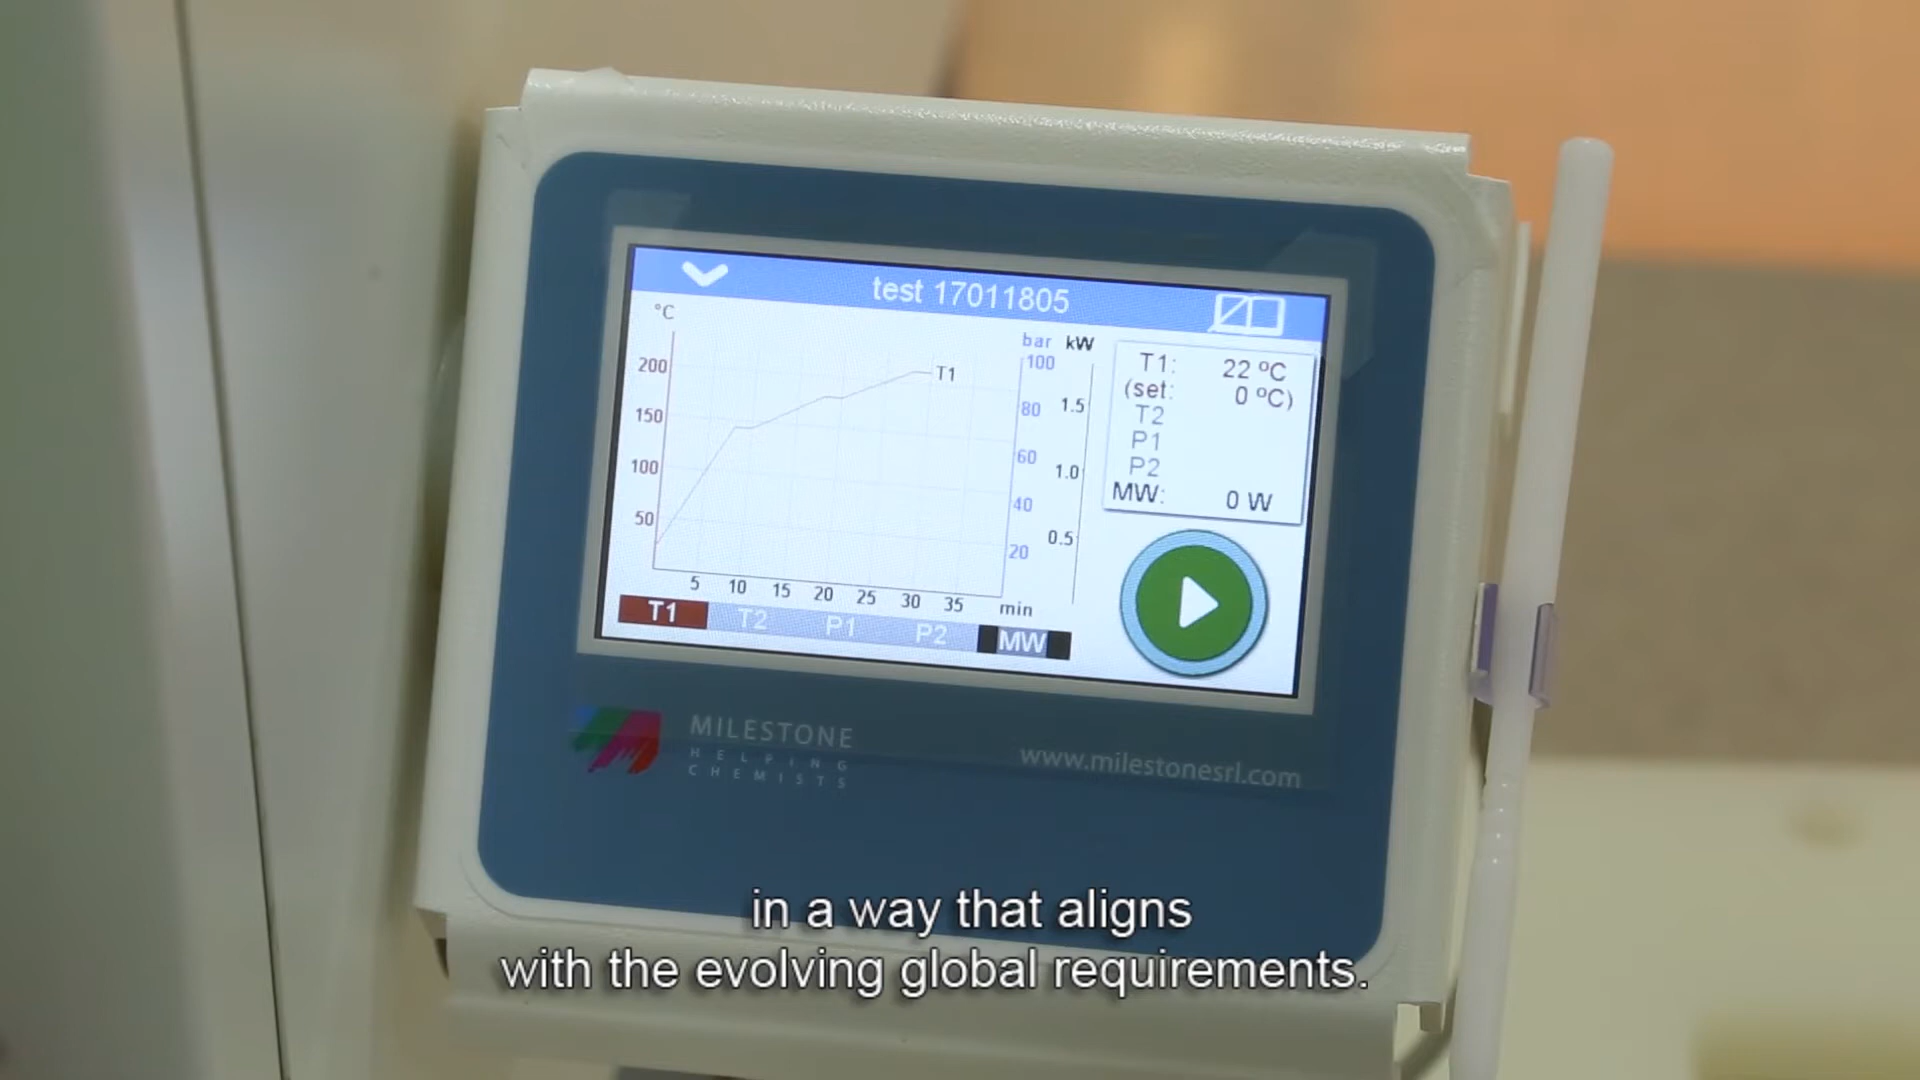 test 17011805
°C
200
150
100
50
T1
bar kW
100
80
60
40
20
1.5
1.0
0.5
5 10 15 20 25 30 35 min
T1: 22 ºC
(set: 0 ºC)
T2
P1
P2
MW: 0 W
T1 T2 P1 P2 MW
MILESTONE
HELPING
CHEMISTS
www.milestonesrl.com
in a way that aligns
with the evolving global requirements.